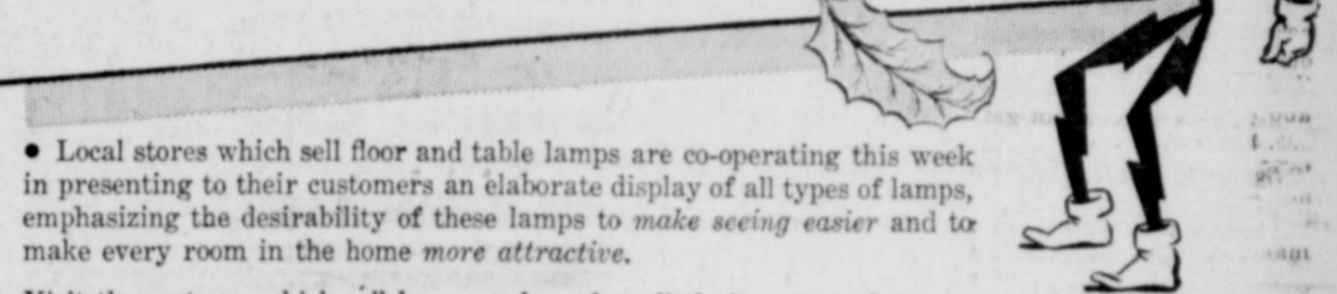 • Local stores which sell floor and table lamps are co-operating this week
in presenting to their customers an elaborate display of all types of lamps,
emphasizing the desirability of these lamps to make seeing easier and to
make every room in the home more attractive.